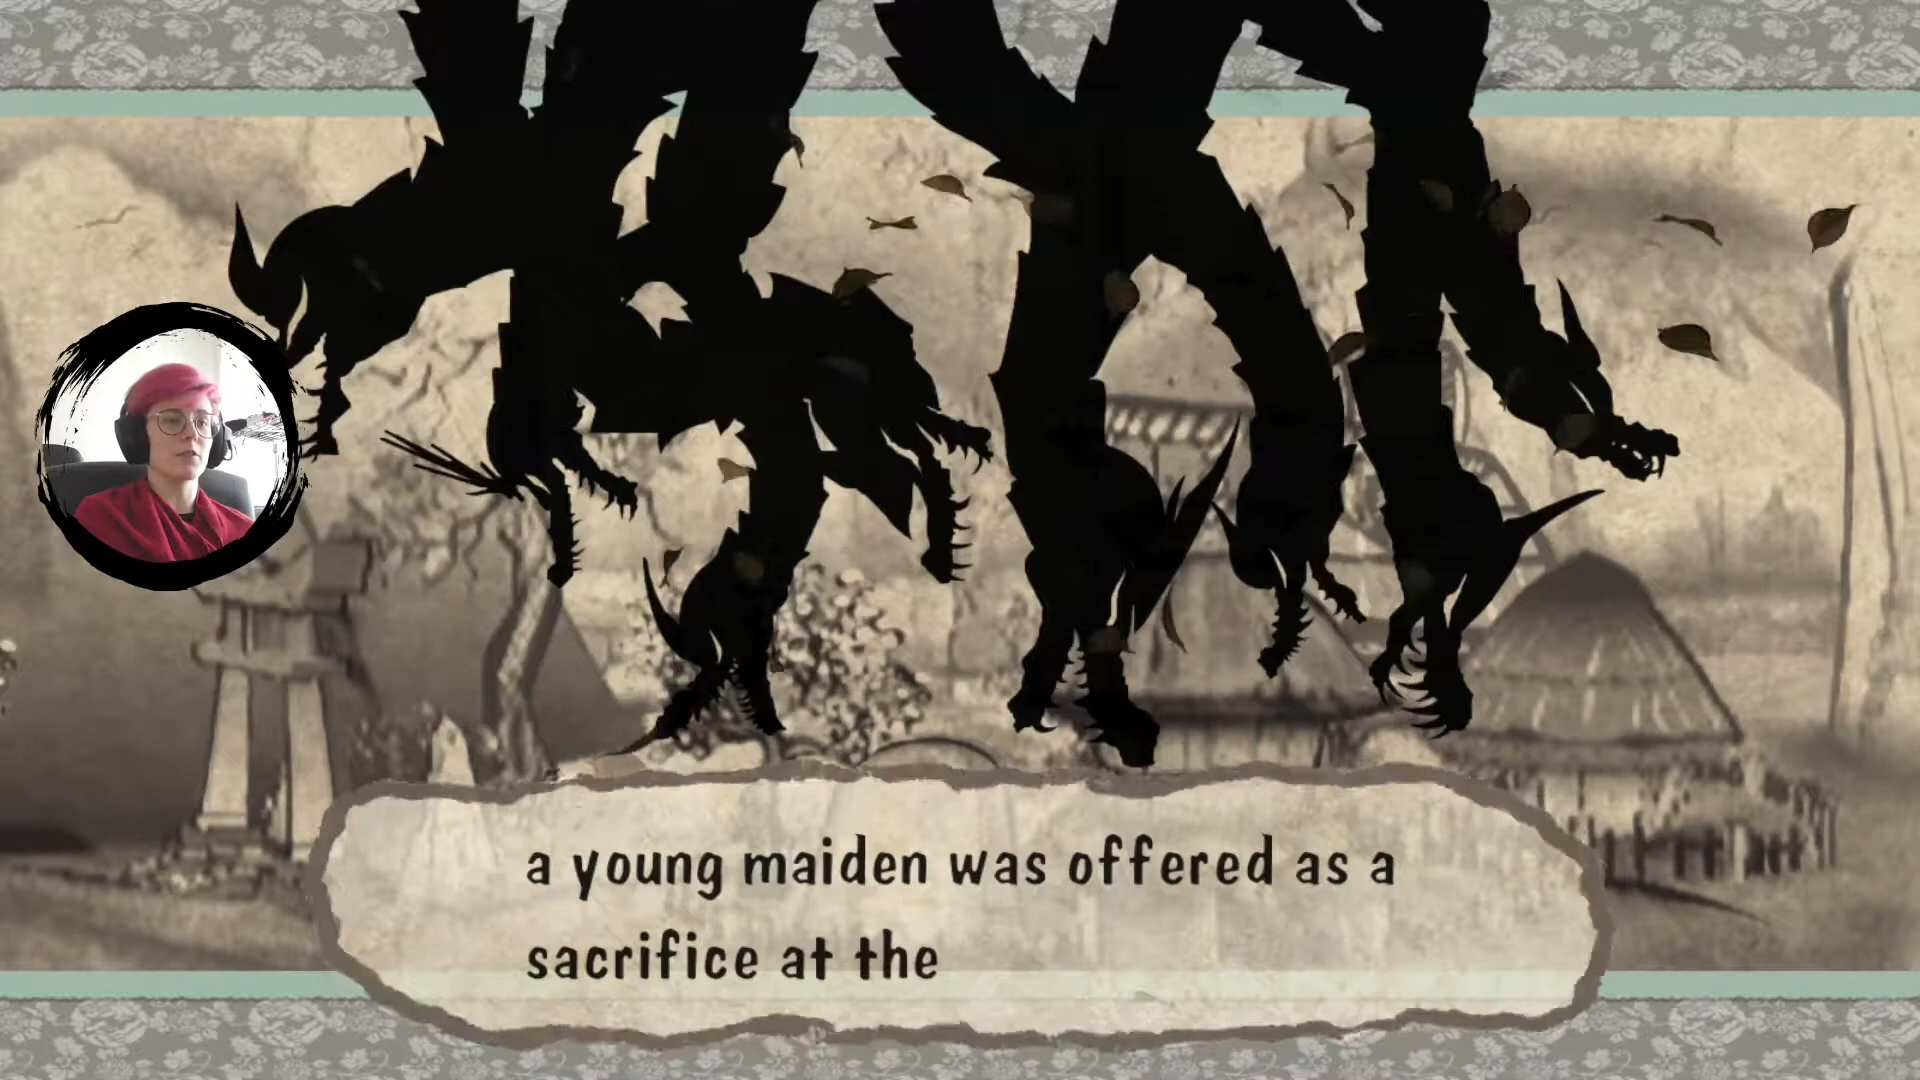 a young maiden was offered as a
sacrifice at the